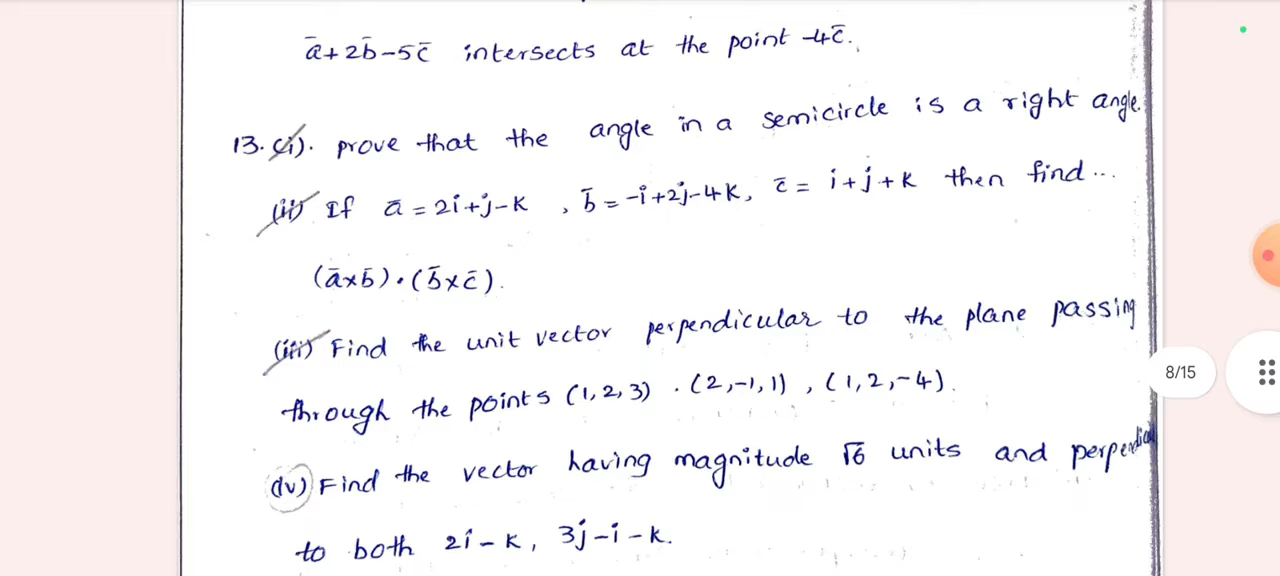 ā+2b̄-5c̄ intersects at the point -4c̄.
13. (i). prove that the angle in a semicircle is a right angle.
(ii) If ā = 2i+j-k , b̄ = -i+2j-4k, c̄ = i+j+k then find...
(ā×b̄)·(b̄×c̄).
(iii) Find the unit vector perpendicular to the plane passing
through the points (1,2,3) . (2,-1,1) , (1,2,-4).
8/15
(iv) Find the vector having magnitude √6 units and perpendicul
to both 2i-k, 3j-i-k.